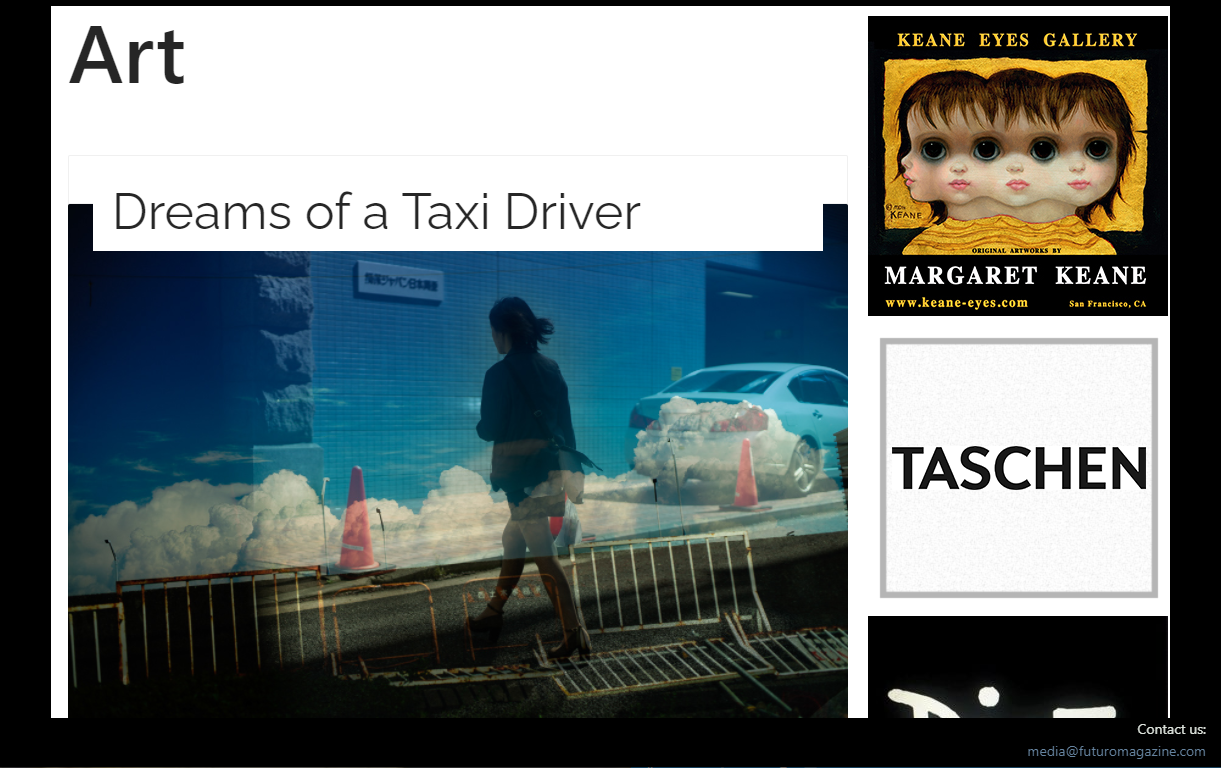 Art
Dreams of a Taxi Driver
KEANE EYES GALLERY
KEANE
ORIGINAL ARTWORKS BY
MARGARET KEANE
www.keane-eyes.com
San Francisco, CA
TASCHEN
Contact us:
media@futuromagazine.com